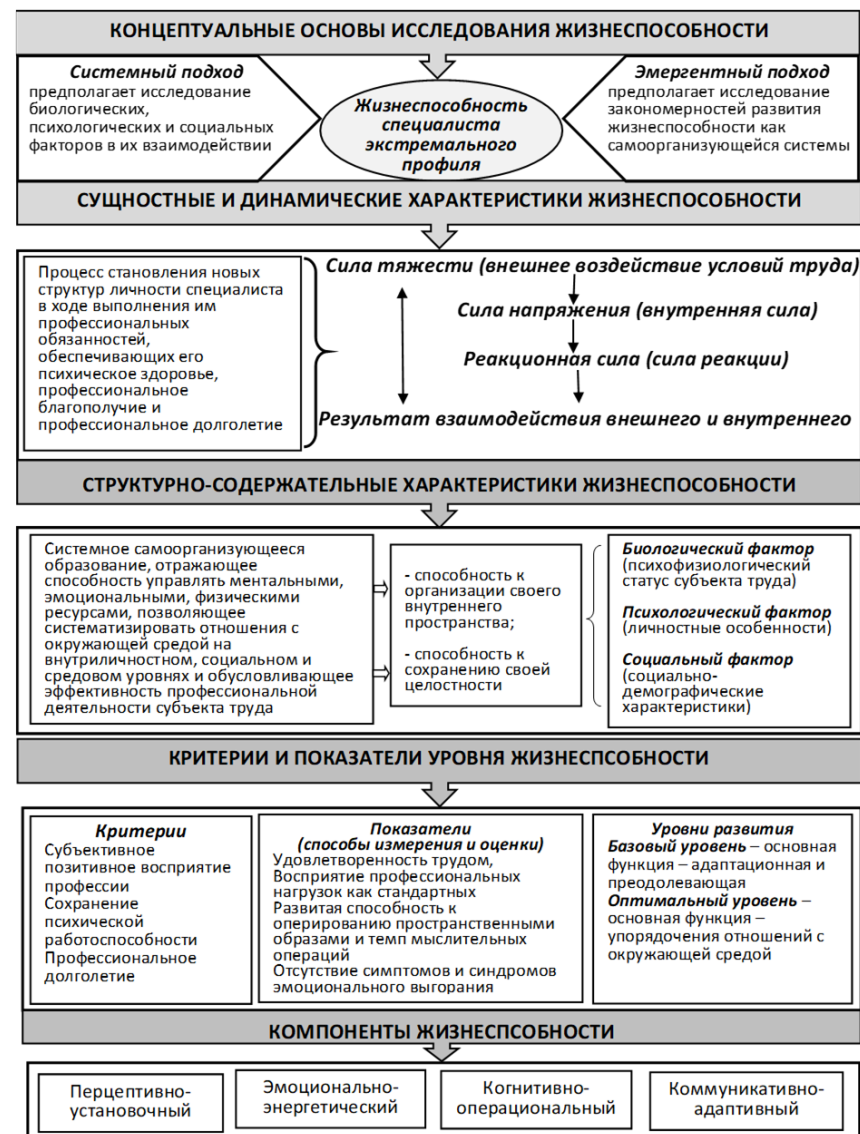 КОНЦЕПТУАЛЬНЫЕ ОСНОВЫ ИССЛЕДОВАНИЯ ЖИЗНЕСПОСОБНОСТИ
Системный подход
предполагает исследование
биологических,
психологических и социальных
факторов в их взаимодействии
Жизнеспособность
специалиста
экстремального
профиля
Эмергентный подход
предполагает исследование
закономерностей развития
жизнеспособности как
самоорганизующейся системы
СУЩНОСТНЫЕ И ДИНАМИЧЕСКИЕ ХАРАКТЕРИСТИКИ ЖИЗНЕСПОСОБНОСТИ
Процесс становления новых
структур личности специалиста
в ходе выполнения им
профессиональных
обязанностей,
обеспечивающих его
психическое здоровье,
профессиональное
благополучие и
профессиональное долголетие
Сила тяжести (внешнее воздействие условий труда)
Сила напряжения (внутренняя сила)
Реакционная сила (сила реакции)
Результат взаимодействия внешнего и внутреннего
СТРУКТУРНО-СОДЕРЖАТЕЛЬНЫЕ ХАРАКТЕРИСТИКИ ЖИЗНЕСПОСОБНОСТИ
Системное самоорганизующееся
образование, отражающее
способность управлять ментальными,
эмоциональными, физическими
ресурсами, позволяющее
систематизировать отношения с
окружающей средой на
внутриличностном, социальном и
средовом уровнях и обусловливающее
эффективность профессиональной
деятельности субъекта труда
- способность к
организации своего
внутреннего
пространства;
- способность к
сохранению своей
целостности
Биологический фактор
(психофизиологический
статус субъекта труда)
Психологический фактор
(личностные особенности)
Социальный фактор
(социально-
демографические
характеристики)
КРИТЕРИИ И ПОКАЗАТЕЛИ УРОВНЯ ЖИЗНЕСПСОБНОСТИ
Критерии
Субъективное
позитивное восприятие
профессии
Сохранение
психической
работоспособности
Профессиональное
долголетие
Показатели
(способы измерения и оценки)
Удовлетворенность трудом,
Восприятие профессиональных
нагрузок как стандартных
Развитая способность к
оперированию пространственными
образами и темп мыслительных
операций
Отсутствие симптомов и синдромов
эмоционального выгорания
Уровни развития
Базовый уровень – основная
функция – адаптационная и
преодолевающая
Оптимальный уровень –
основная функция –
упорядочения отношений с
окружающей средой
КОМПОНЕНТЫ ЖИЗНЕСПСОБНОСТИ
Перцептивно-
установочный
Эмоционально-
энергетический
Когнитивно-
операциональный
Коммуникативно-
адаптивный